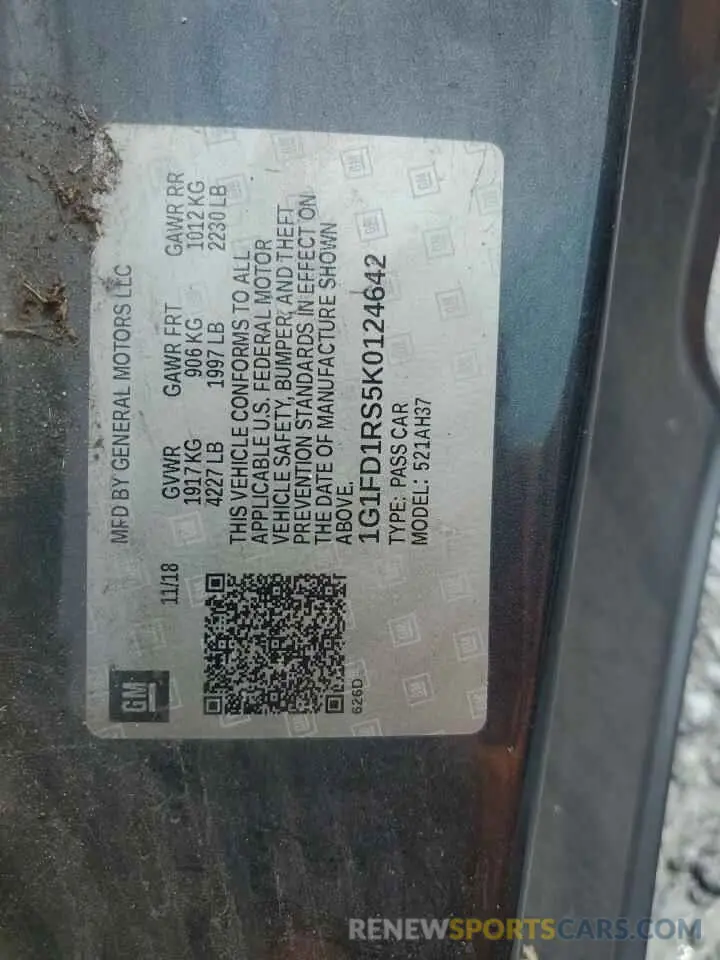 MFD BY GENERAL MOTORS LLC
GM
11/18
GVWR GAWR FRT GAWR RR
1917 KG 906 KG 1012 KG
4227 LB 1997 LB 2230 LB
THIS VEHICLE CONFORMS TO ALL
APPLICABLE U.S. FEDERAL MOTOR
VEHICLE SAFETY, BUMPER, AND THEFT
PREVENTION STANDARDS IN EFFECT ON
THE DATE OF MANUFACTURE SHOWN
ABOVE.
1G1FD1RS5K0124642
TYPE: PASS CAR
MODEL: 521AH37
626D
RENEWSPORTSCARS.COM